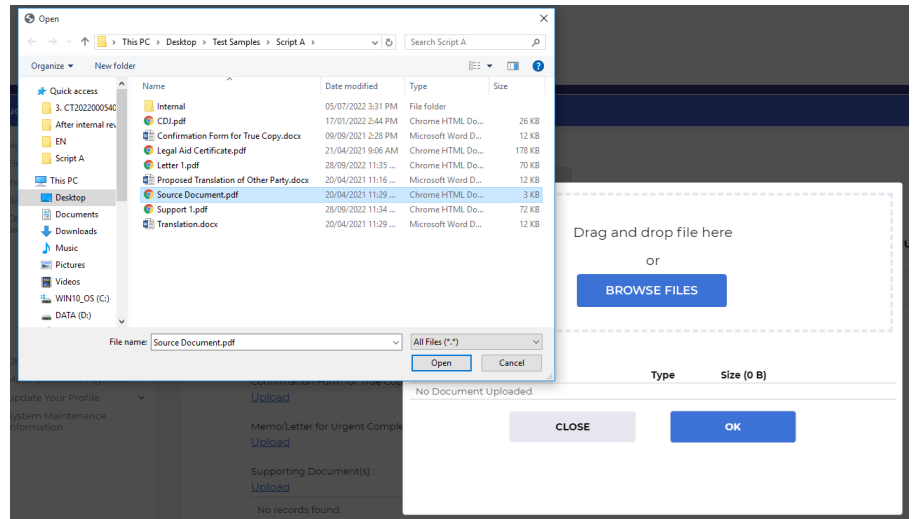 Open
This PC > Desktop > Test Samples > Script A >
Search Script A
Organize
New folder
Name Date modified Type Size
Quick access
3. CT2022000540
After internal rev
EN
Script A
This PC
Desktop
Documents
Downloads
Music
Pictures
Videos
WIN10_OS (C:)
DATA (D:)
Internal 05/07/2022 3:31 PM File folder
CDJ.pdf 17/01/2022 2:44 PM Chrome HTML Do... 26 KB
Confirmation Form for True Copy.docx 09/09/2021 2:28 PM Microsoft Word D... 12 KB
Legal Aid Certificate.pdf 21/04/2021 9:06 AM Chrome HTML Do... 178 KB
Letter 1.pdf 28/09/2022 11:35 ... Chrome HTML Do... 70 KB
Proposed Translation of Other Party.docx 20/04/2021 11:16 ... Microsoft Word D... 12 KB
Source Document.pdf 20/04/2021 11:29 ... Chrome HTML Do... 3 KB
Support 1.pdf 28/09/2022 11:34 ... Chrome HTML Do... 72 KB
Translation.docx 20/04/2021 11:29 ... Microsoft Word D... 12 KB
File name: Source Document.pdf
All Files (*.*)
Open Cancel
Drag and drop file here
or
BROWSE FILES
Type Size (0 B)
No Document Uploaded.
CLOSE OK
Update Your Profile
System Maintenance
Information
Confirmation Form for True Cop
Upload
Memo/Letter for Urgent Comple
Upload
Supporting Document(s) :
Upload
No records found.